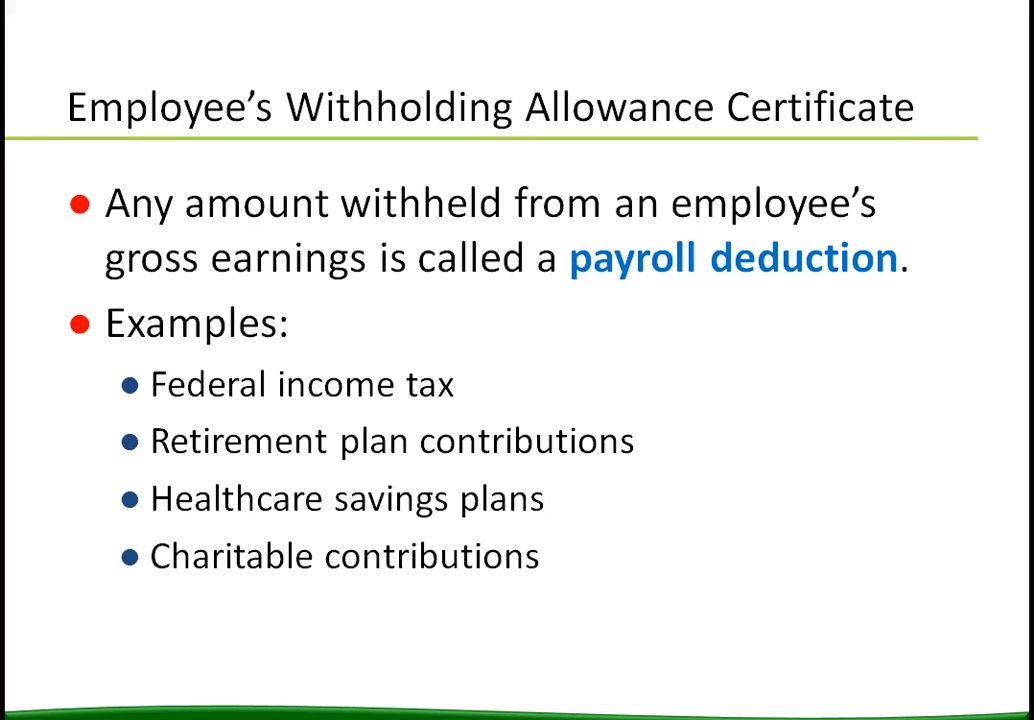 Employee’s Withholding Allowance Certificate
● Any amount withheld from an employee’s
gross earnings is called a payroll deduction.
● Examples:
● Federal income tax
● Retirement plan contributions
● Healthcare savings plans
● Charitable contributions